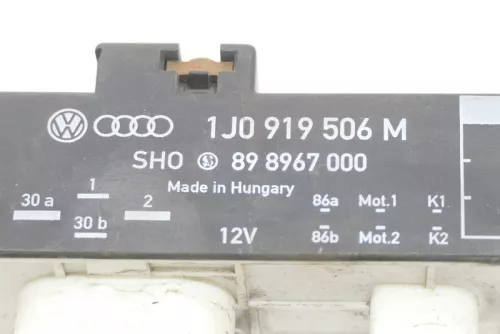 1J0 919 506 M
SHO 89 8967 000
Made in Hungary
30 a 1 2 86a Mot.1 K1
30 b 12V 86b Mot.2 K2